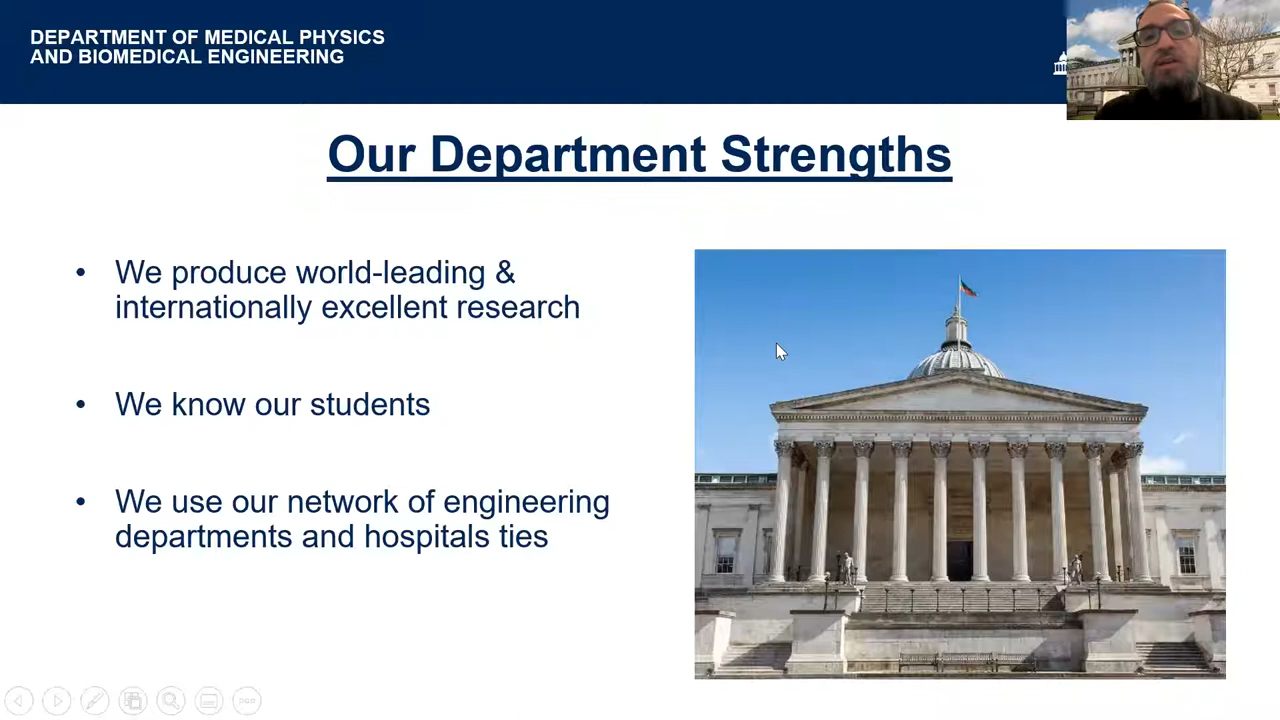 DEPARTMENT OF MEDICAL PHYSICS
AND BIOMEDICAL ENGINEERING
Our Department Strengths
• We produce world-leading &
internationally excellent research
• We know our students
• We use our network of engineering
departments and hospitals ties